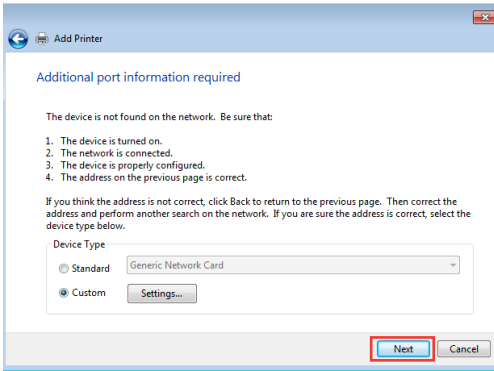 Add Printer
Additional port information required
The device is not found on the network. Be sure that:
1. The device is turned on.
2. The network is connected.
3. The device is properly configured.
4. The address on the previous page is correct.
If you think the address is not correct, click Back to return to the previous page. Then correct the
address and perform another search on the network. If you are sure the address is correct, select the
device type below.
Device Type
Standard
Generic Network Card
Custom
Settings...
Next
Cancel